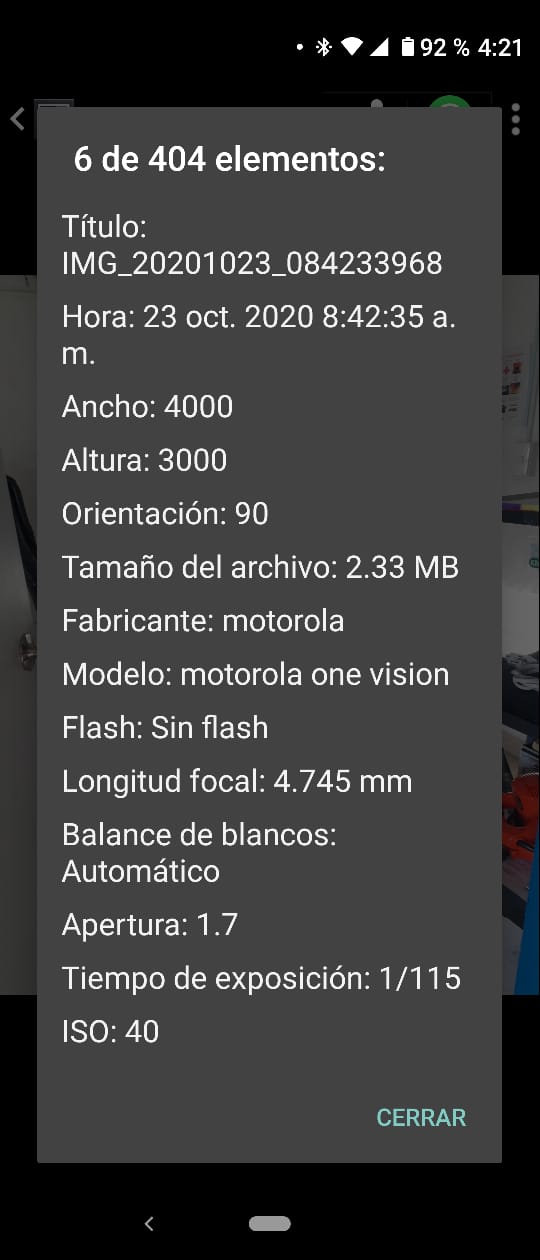 92 % 4:21
6 de 404 elementos:
Título:
IMG_20201023_084233968
Hora: 23 oct. 2020 8:42:35 a.
m.
Ancho: 4000
Altura: 3000
Orientación: 90
Tamaño del archivo: 2.33 MB
Fabricante: motorola
Modelo: motorola one vision
Flash: Sin flash
Longitud focal: 4.745 mm
Balance de blancos:
Automático
Apertura: 1.7
Tiempo de exposición: 1/115
ISO: 40
CERRAR